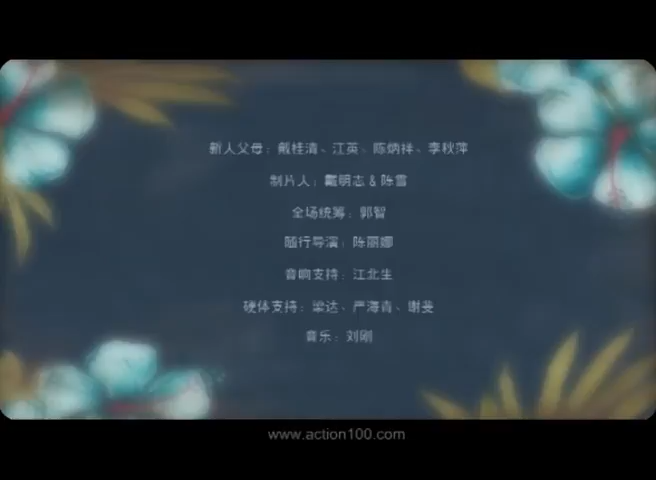 新人父母：戴桂清、江英、陈炳祥、李秋萍
制片人：戴明志 & 陈雪
全场统筹：郭智
随行导演：陈丽娜
音响支持：江北生
硬体支持：梁达、严海青、谢斐
音乐：刘刚
www.action100.com